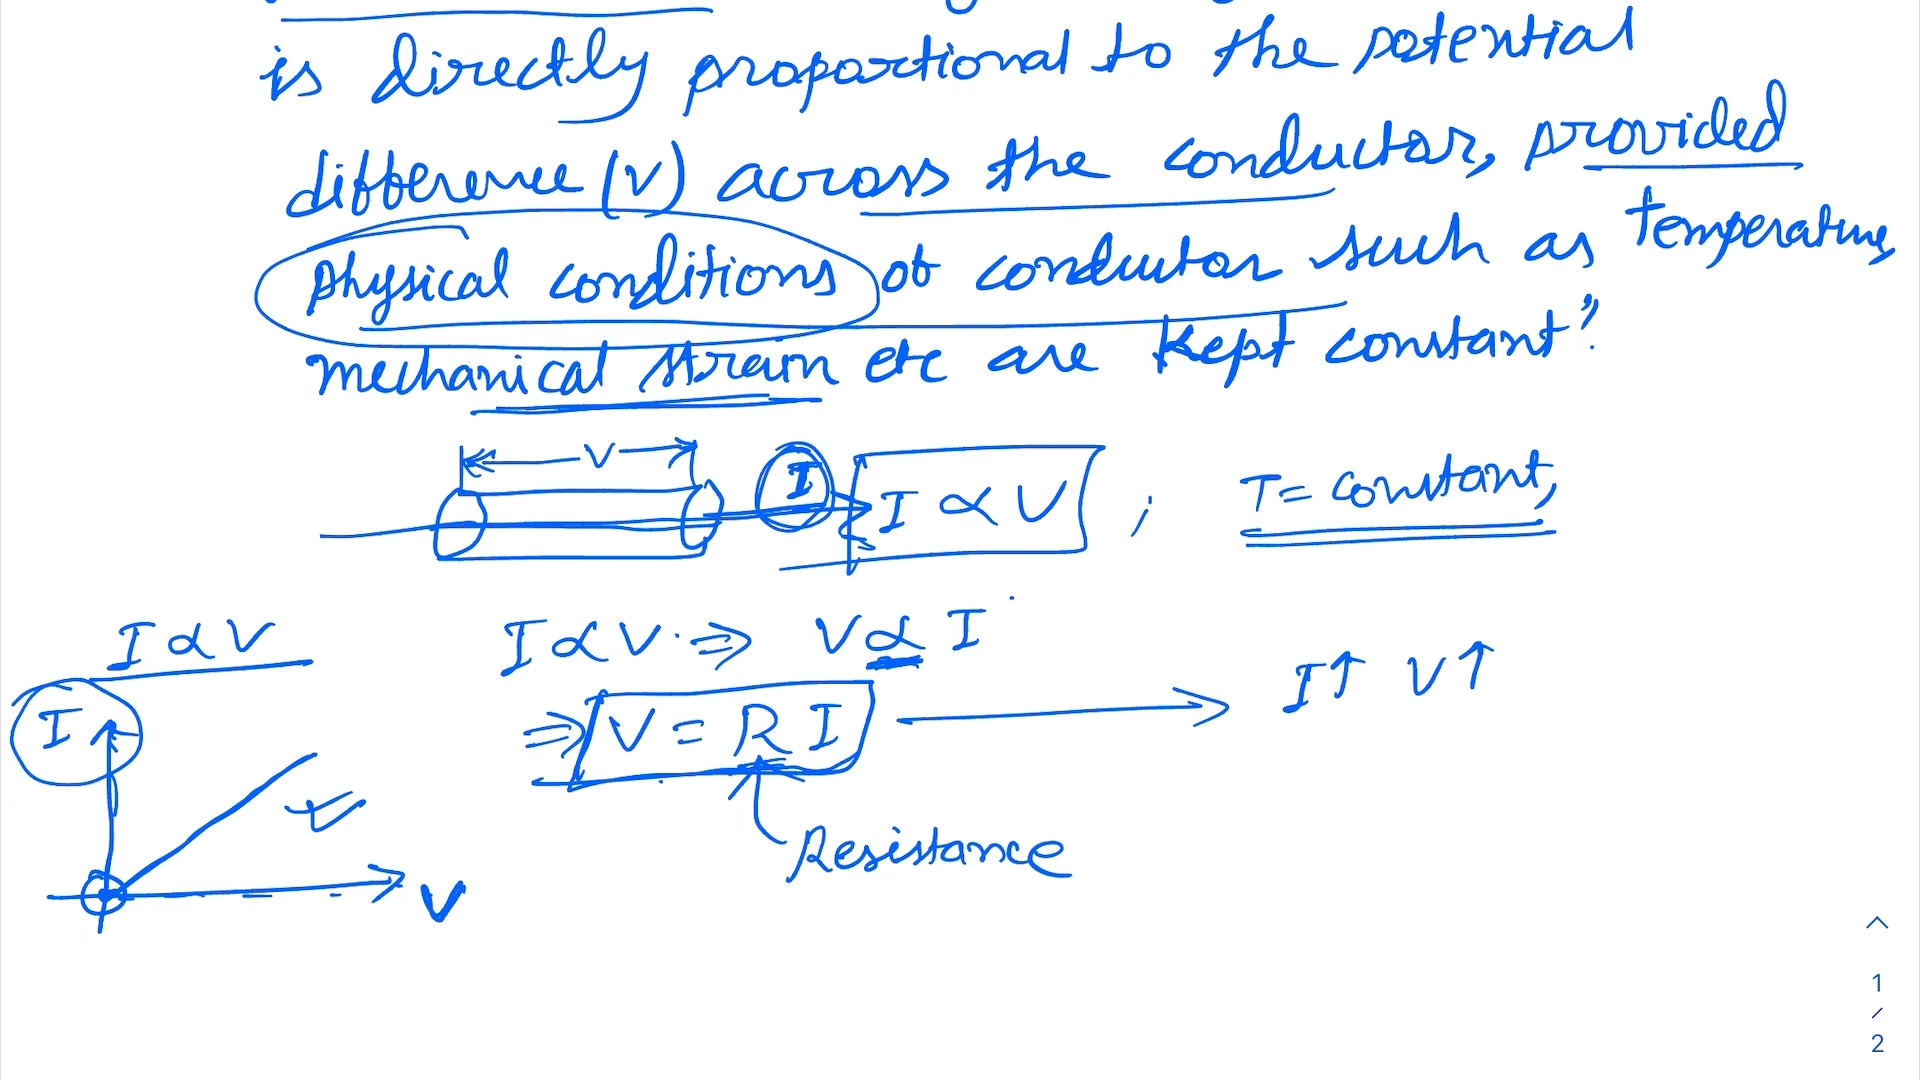 is directly proportional to the potential
difference (V) across the conductor, provided
physical conditions of conductor such as temperature,
mechanical strain etc are kept constant"
V
I
I ∝ V ; T = constant,
I ∝ V
I ∝ V ⇒ V ∝ I
⇒ V = R I → I↑ V↑
Resistance
I
V
1
/
2